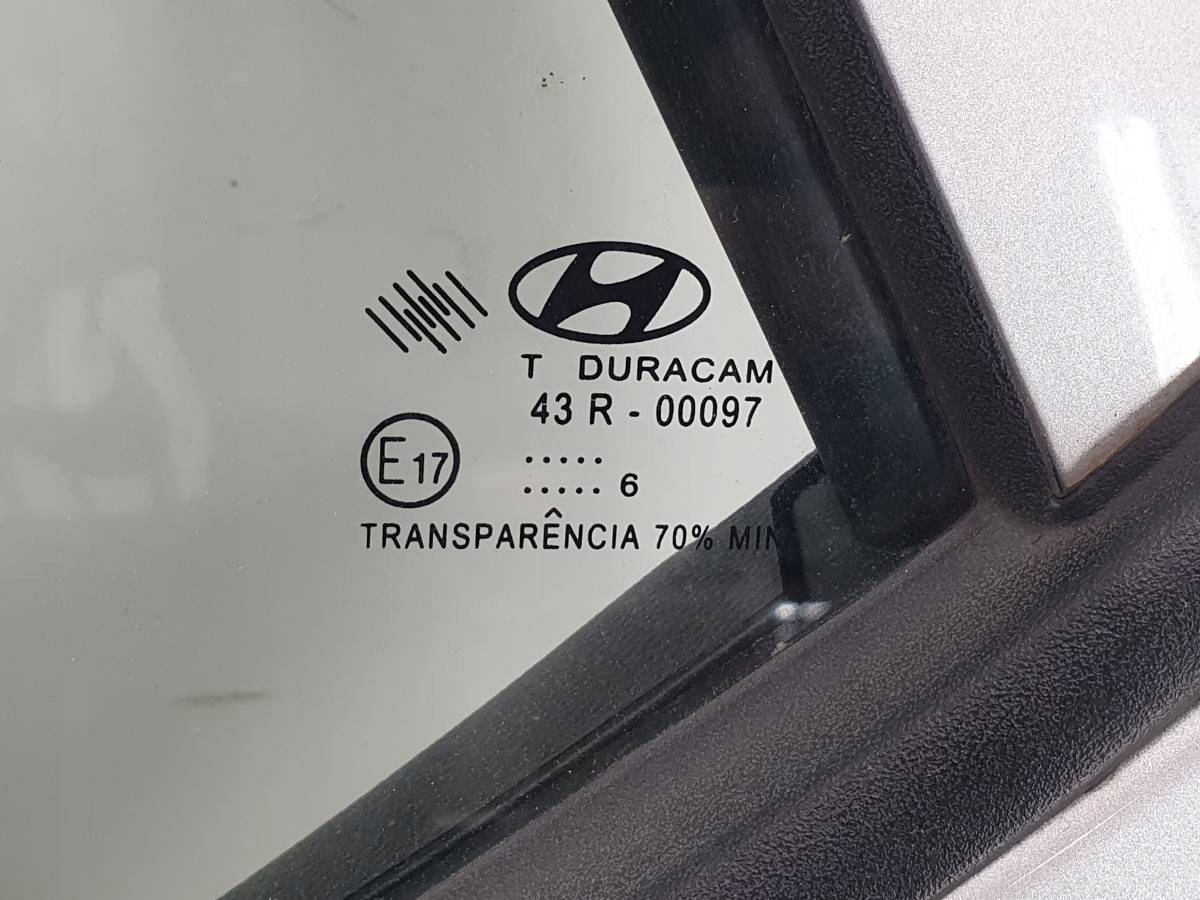 T DURACAM
43 R - 00097
E17
.....
..... 6
TRANSPARÊNCIA 70% MIN